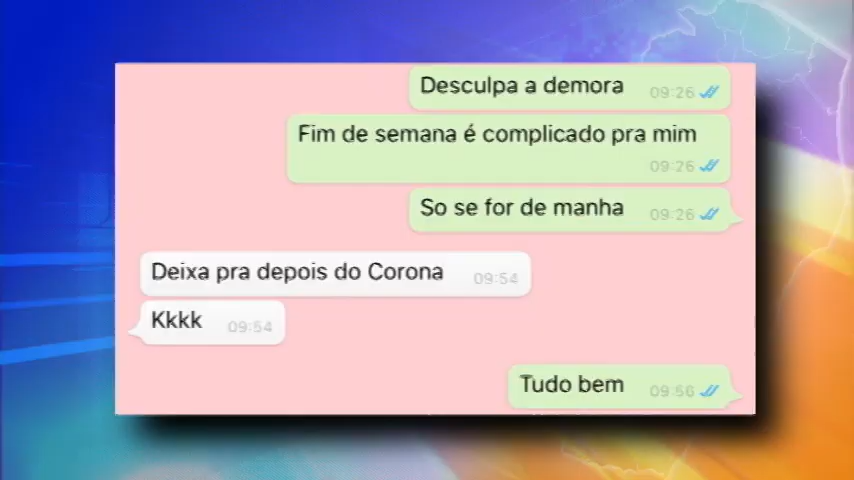 Desculpa a demora 09:26
Fim de semana é complicado pra mim
09:26
So se for de manha 09:26
Deixa pra depois do Corona 09:54
Kkkk 09:54
Tudo bem 09:56